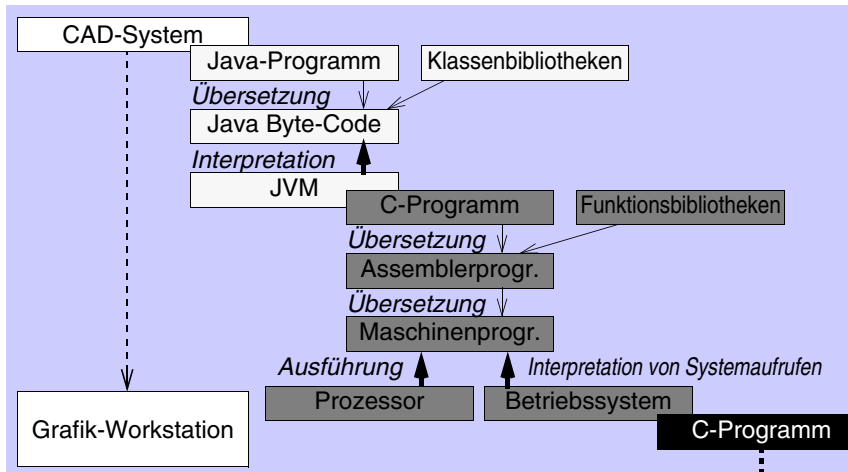 CAD-System
Java-Programm
Klassenbibliotheken
Übersetzung
Java Byte-Code
Interpretation
JVM
C-Programm
Funktionsbibliotheken
Übersetzung
Assemblerprogr.
Übersetzung
Maschinenprogr.
Ausführung
Interpretation von Systemaufrufen
Prozessor
Betriebssystem
Grafik-Workstation
C-Programm